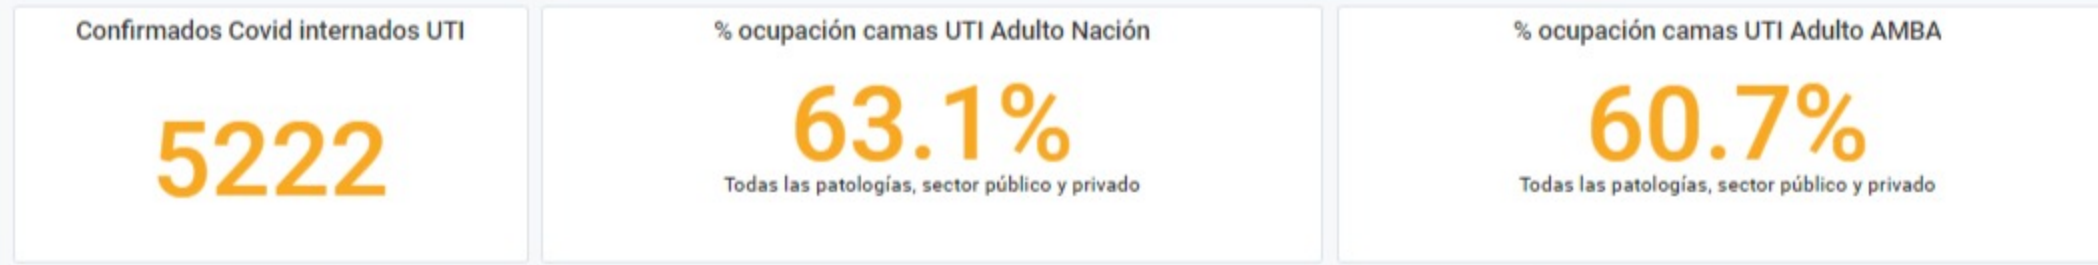 Confirmados Covid internados UTI
5222
% ocupación camas UTI Adulto Nación
63.1%
Todas las patologías, sector público y privado
% ocupación camas UTI Adulto AMBA
60.7%
Todas las patologías, sector público y privado